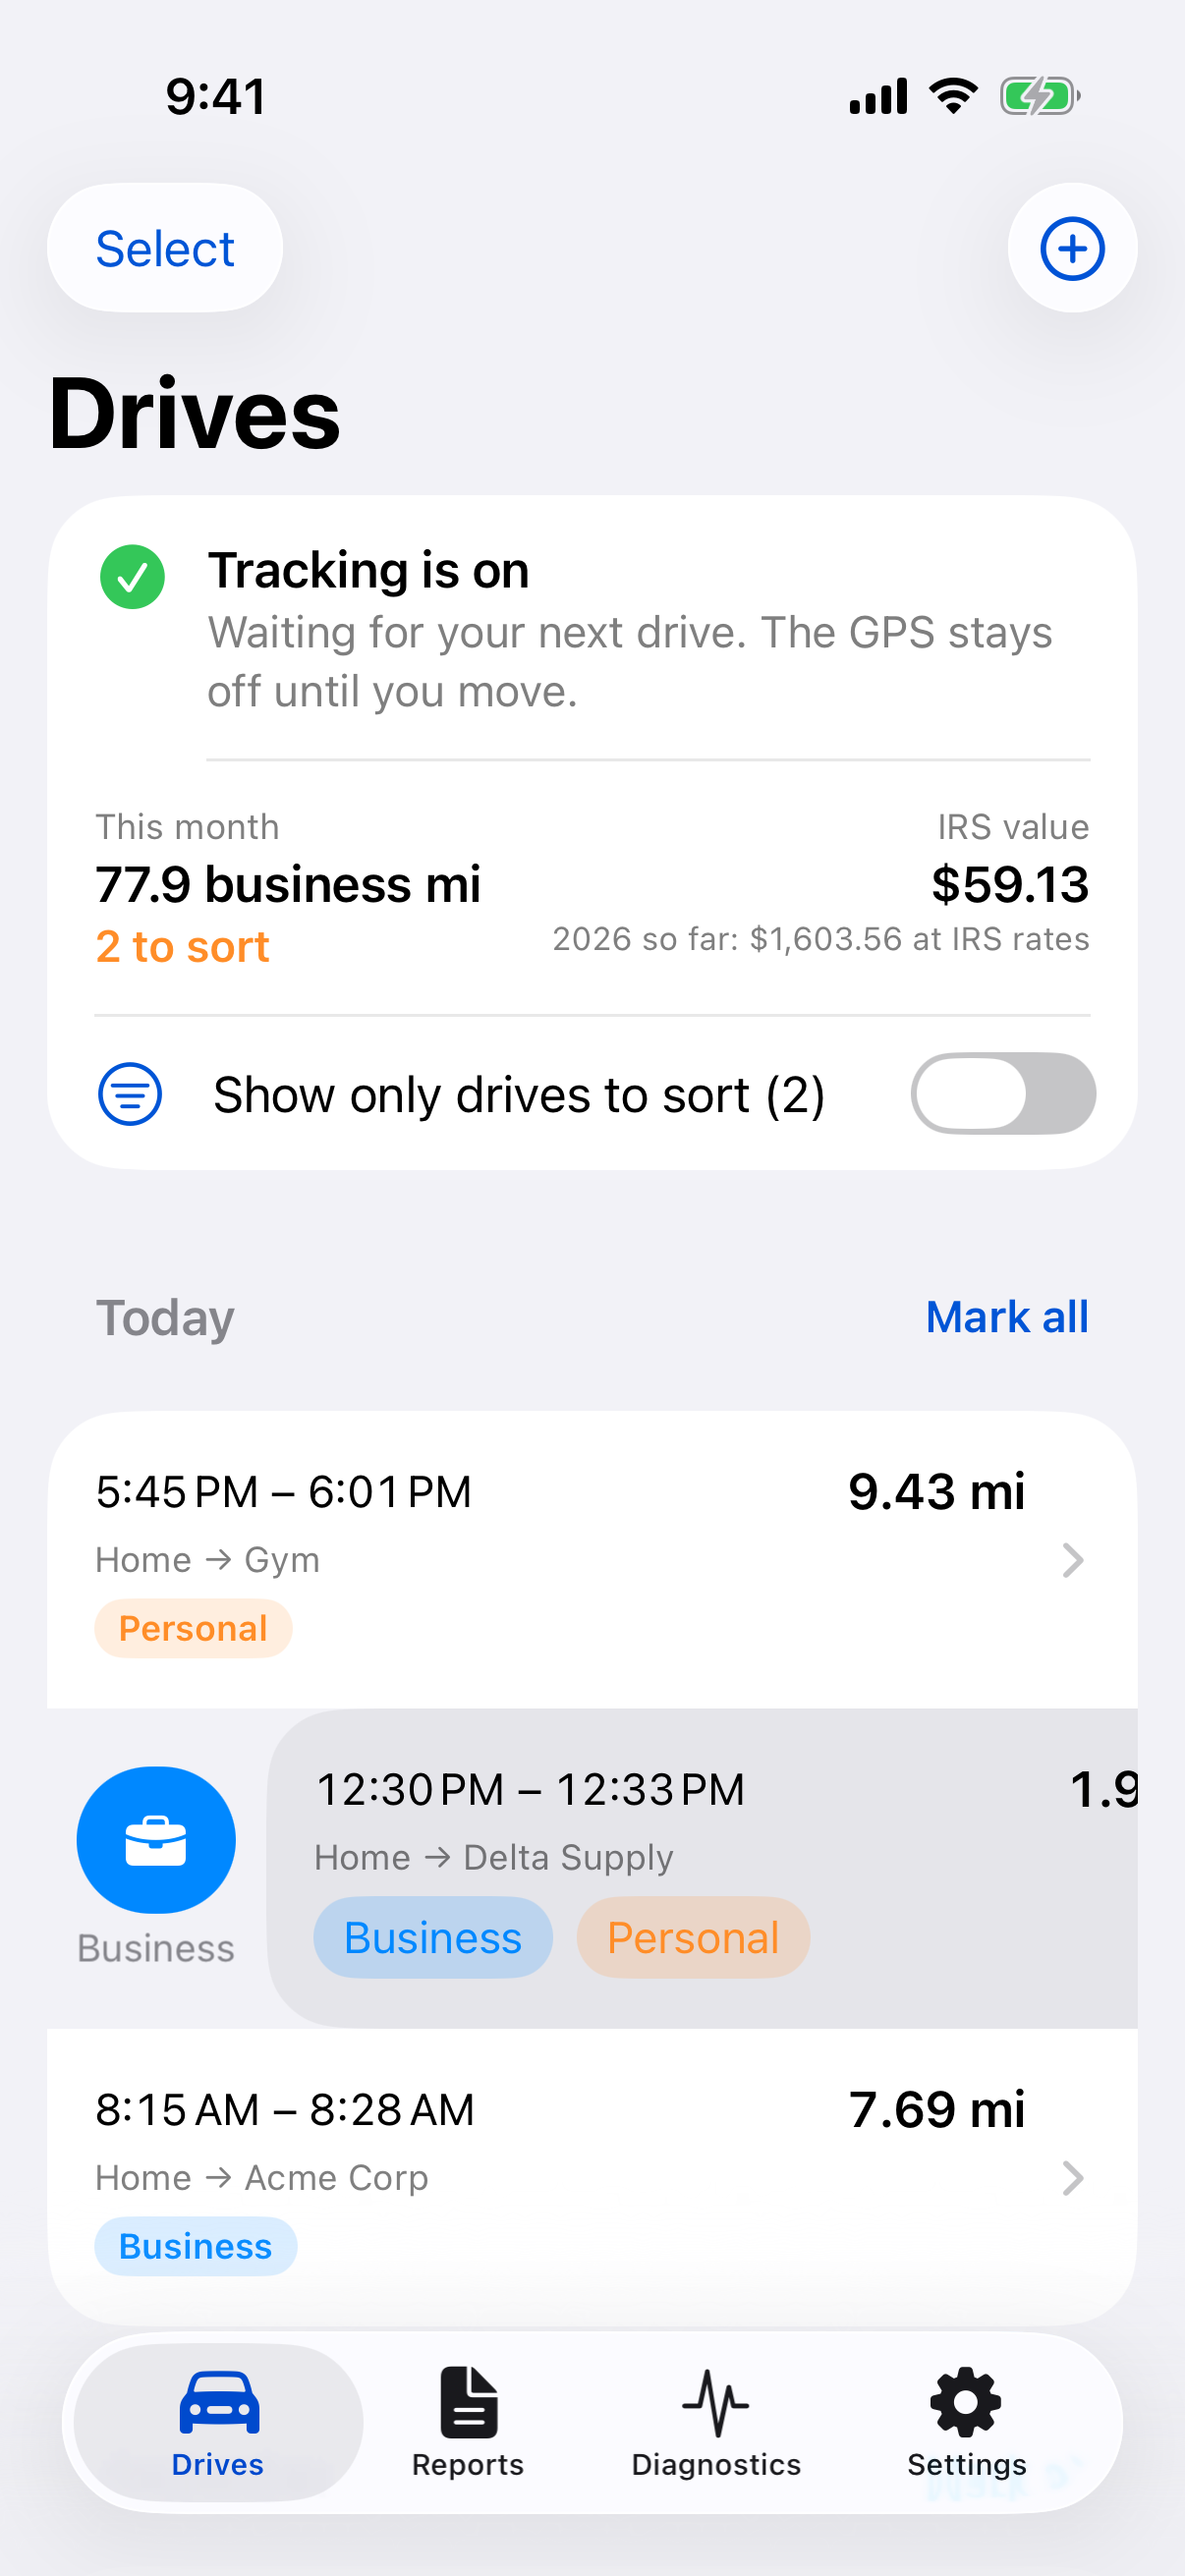 9:41
Select
Drives
Tracking is on
Waiting for your next drive. The GPS stays
off until you move.
This month
IRS value
77.9 business mi
$59.13
2 to sort
2026 so far: $1,603.56 at IRS rates
Show only drives to sort (2)
Today
Mark all
5:45 PM – 6:01 PM
9.43 mi
Home → Gym
Personal
12:30 PM – 12:33 PM
1.9
Home → Delta Supply
Business
Business
Personal
8:15 AM – 8:28 AM
7.69 mi
Home → Acme Corp
Business
Drives
Reports
Diagnostics
Settings